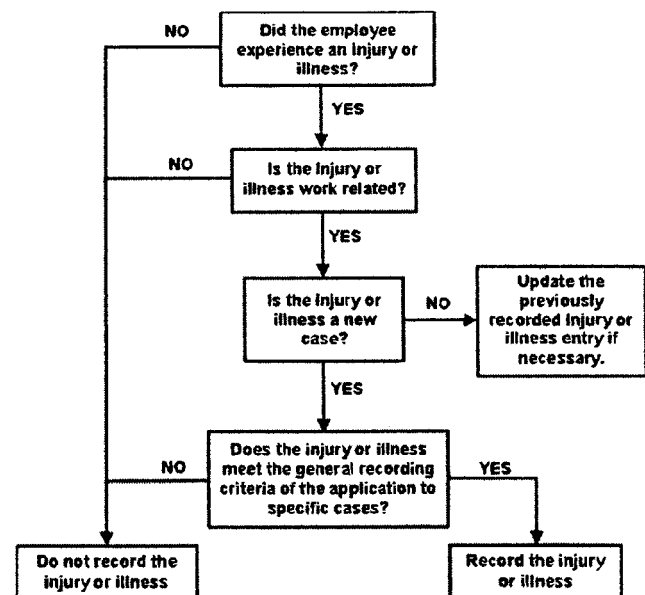 NO
Did the employee
experience an injury or
illness?
YES
NO
Is the injury or
illness work related?
YES
Is the injury or
illness a new
case?
NO
Update the
previously
recorded injury or
illness entry if
necessary.
YES
NO
Does the injury or illness
meet the general recording
criteria of the application to
specific cases?
YES
Do not record the
injury or illness
Record the injury
or illness